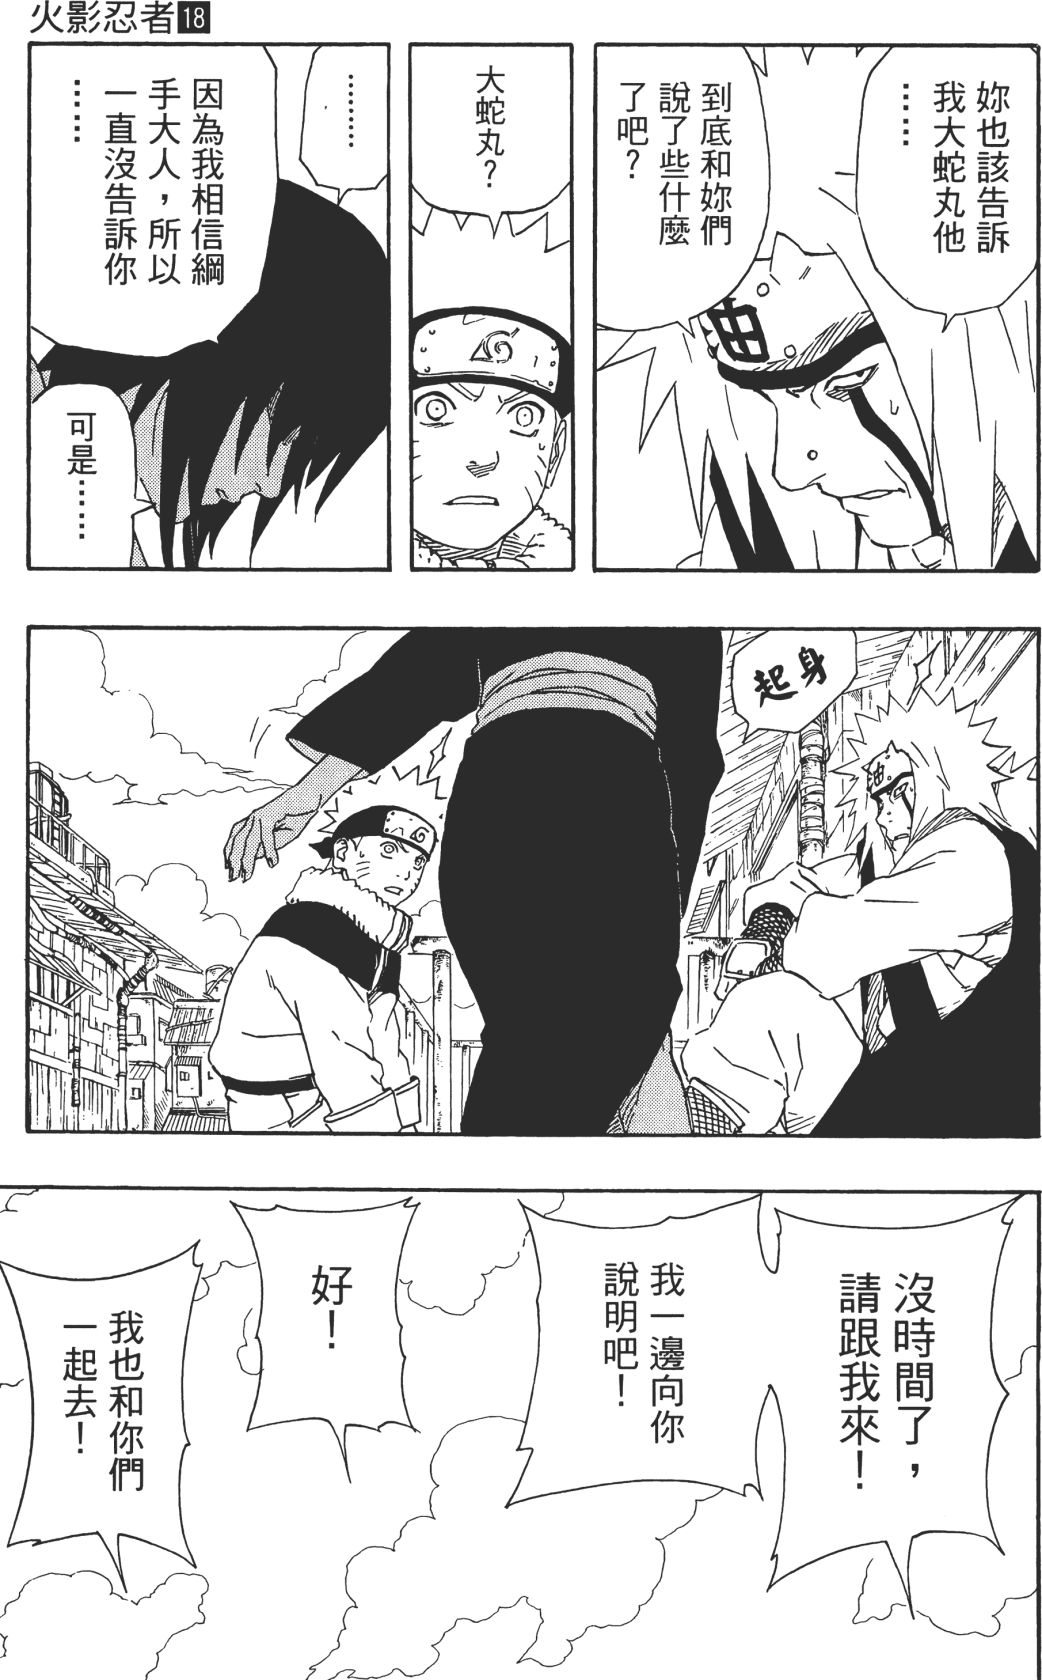 火影忍者18
妳也該告訴
我大蛇丸他
……
到底和妳們
說了些什麼
了吧？
大蛇丸？
………
因為我相信綱
手大人，所以
一直沒告訴你
……
可是……
起身
沒時間了，
請跟我來！
我一邊向你
說明吧！
好！
我也和你們
一起去！